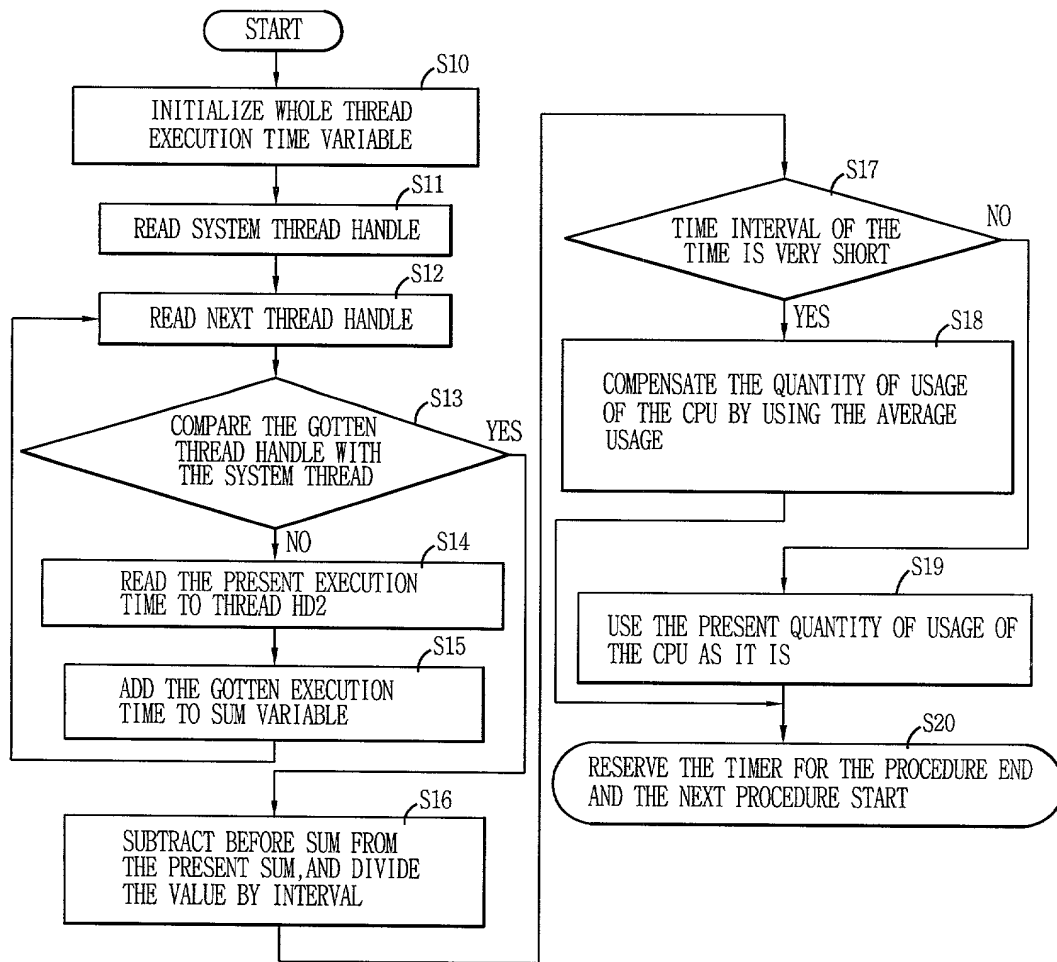 START
S10
INITIALIZE WHOLE THREAD
EXECUTION TIME VARIABLE
S11
READ SYSTEM THREAD HANDLE
S12
READ NEXT THREAD HANDLE
S13
COMPARE THE GOTTEN
THREAD HANDLE WITH
THE SYSTEM THREAD
YES
NO
S14
READ THE PRESENT EXECUTION
TIME TO THREAD HD2
S15
ADD THE GOTTEN EXECUTION
TIME TO SUM VARIABLE
S16
SUBTRACT BEFORE SUM FROM
THE PRESENT SUM,AND DIVIDE
THE VALUE BY INTERVAL
S17
TIME INTERVAL OF THE
TIME IS VERY SHORT
NO
YES
S18
COMPENSATE THE QUANTITY OF USAGE
OF THE CPU BY USING THE AVERAGE
USAGE
S19
USE THE PRESENT QUANTITY OF USAGE OF
THE CPU AS IT IS
S20
RESERVE THE TIMER FOR THE PROCEDURE END
AND THE NEXT PROCEDURE START